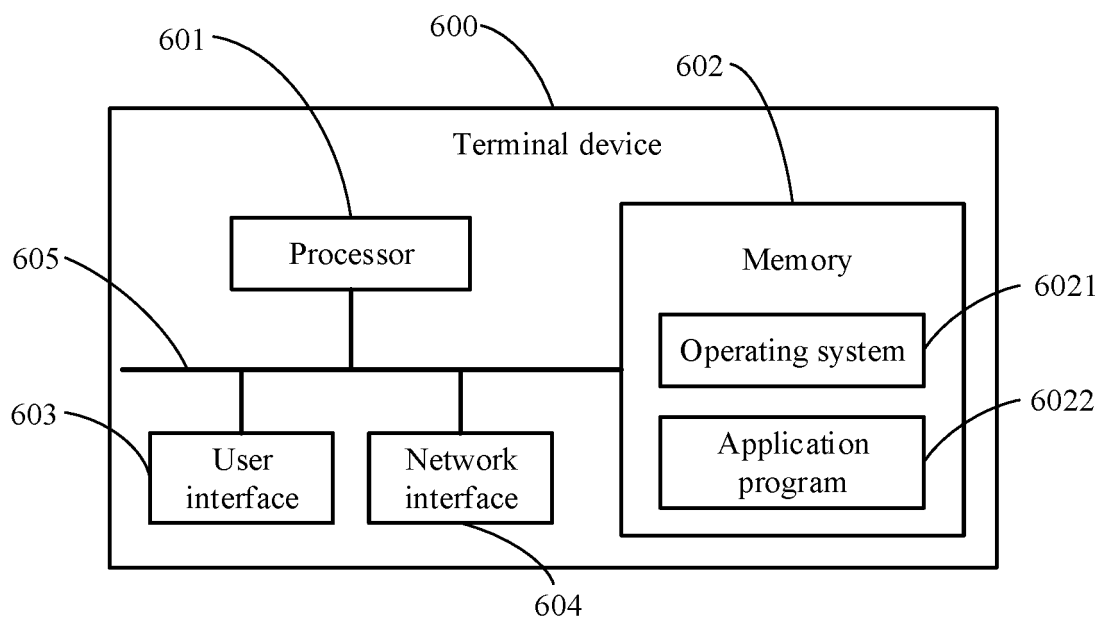 600
601
602
Terminal device
Processor
605
Memory
6021
Operating system
6022
603
User
interface
Network
interface
Application
program
604